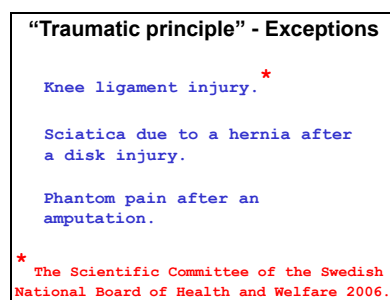 “Traumatic principle” - Exceptions
Knee ligament injury.*
Sciatica due to a hernia after
a disk injury.
Phantom pain after an
amputation.
* The Scientific Committee of the Swedish
National Board of Health and Welfare 2006.